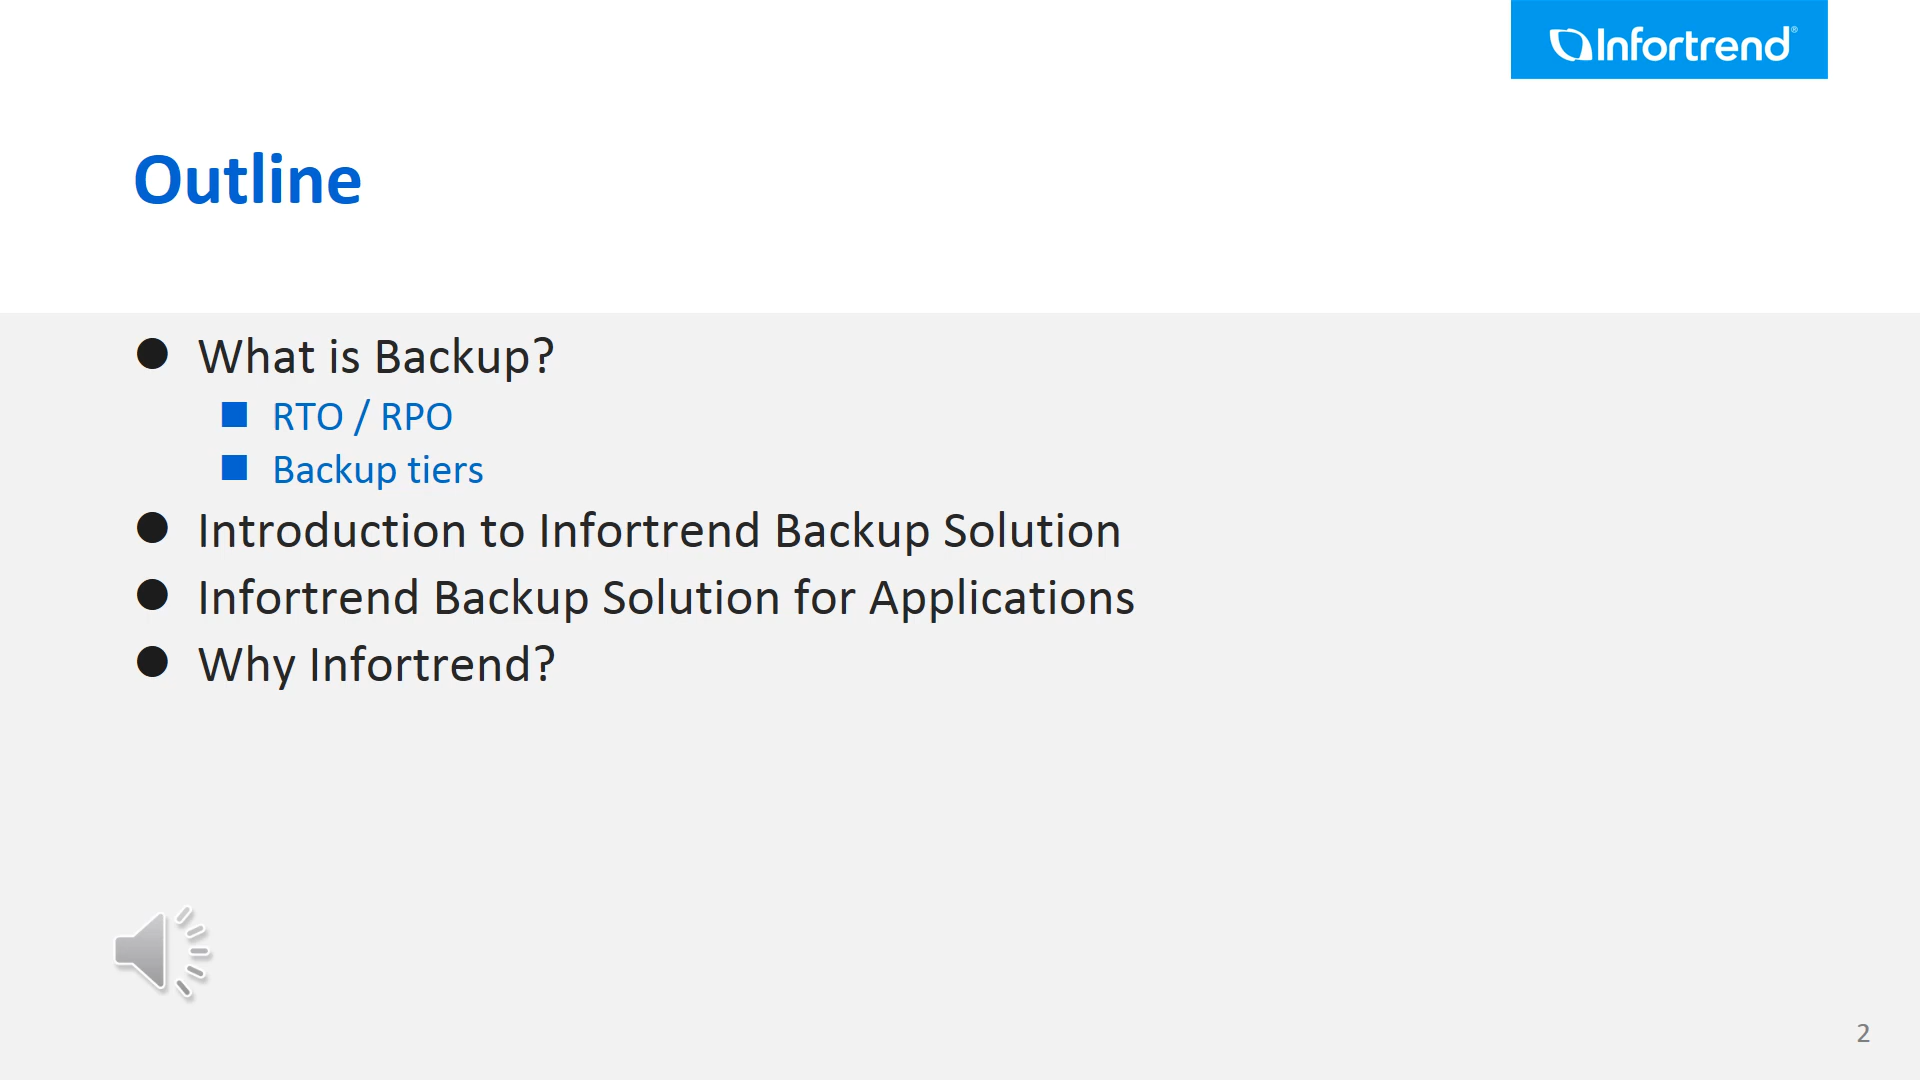 Infortrend®
Outline
● What is Backup?
■ RTO / RPO
■ Backup tiers
● Introduction to Infortrend Backup Solution
● Infortrend Backup Solution for Applications
● Why Infortrend?
2